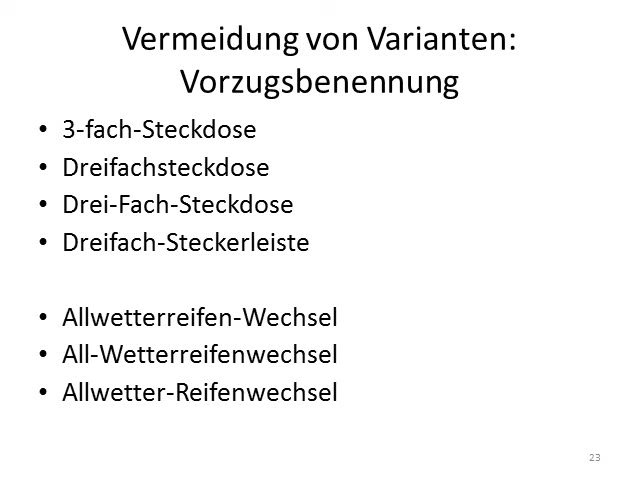 Vermeidung von Varianten:
Vorzugsbenennung
• 3-fach-Steckdose
• Dreifachsteckdose
• Drei-Fach-Steckdose
• Dreifach-Steckerleiste
• Allwetterreifen-Wechsel
• All-Wetterreifenwechsel
• Allwetter-Reifenwechsel
23